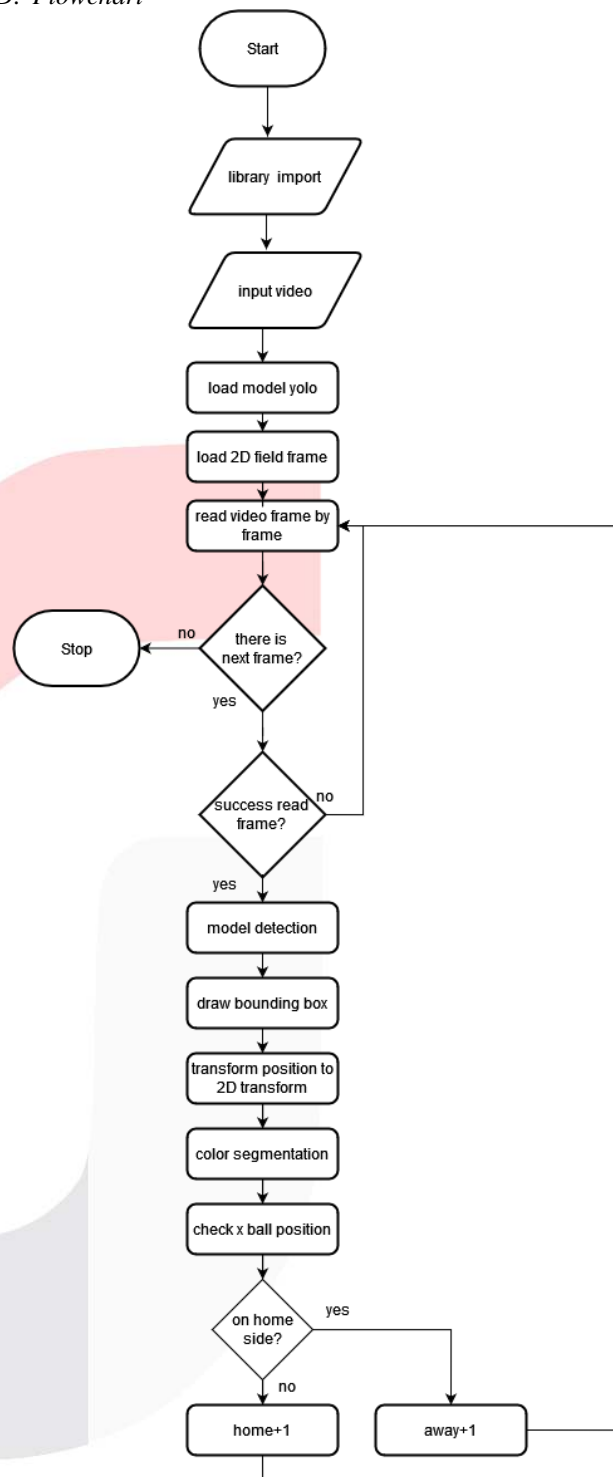 D. Flowchart
Start
library import
input video
load model yolo
load 2D field frame
read video frame by
frame
there is
next frame?
no
Stop
yes
success read
frame?
no
yes
model detection
draw bounding box
transform position to
2D transform
color segmentation
check x ball position
on home
side?
yes
no
home+1
away+1